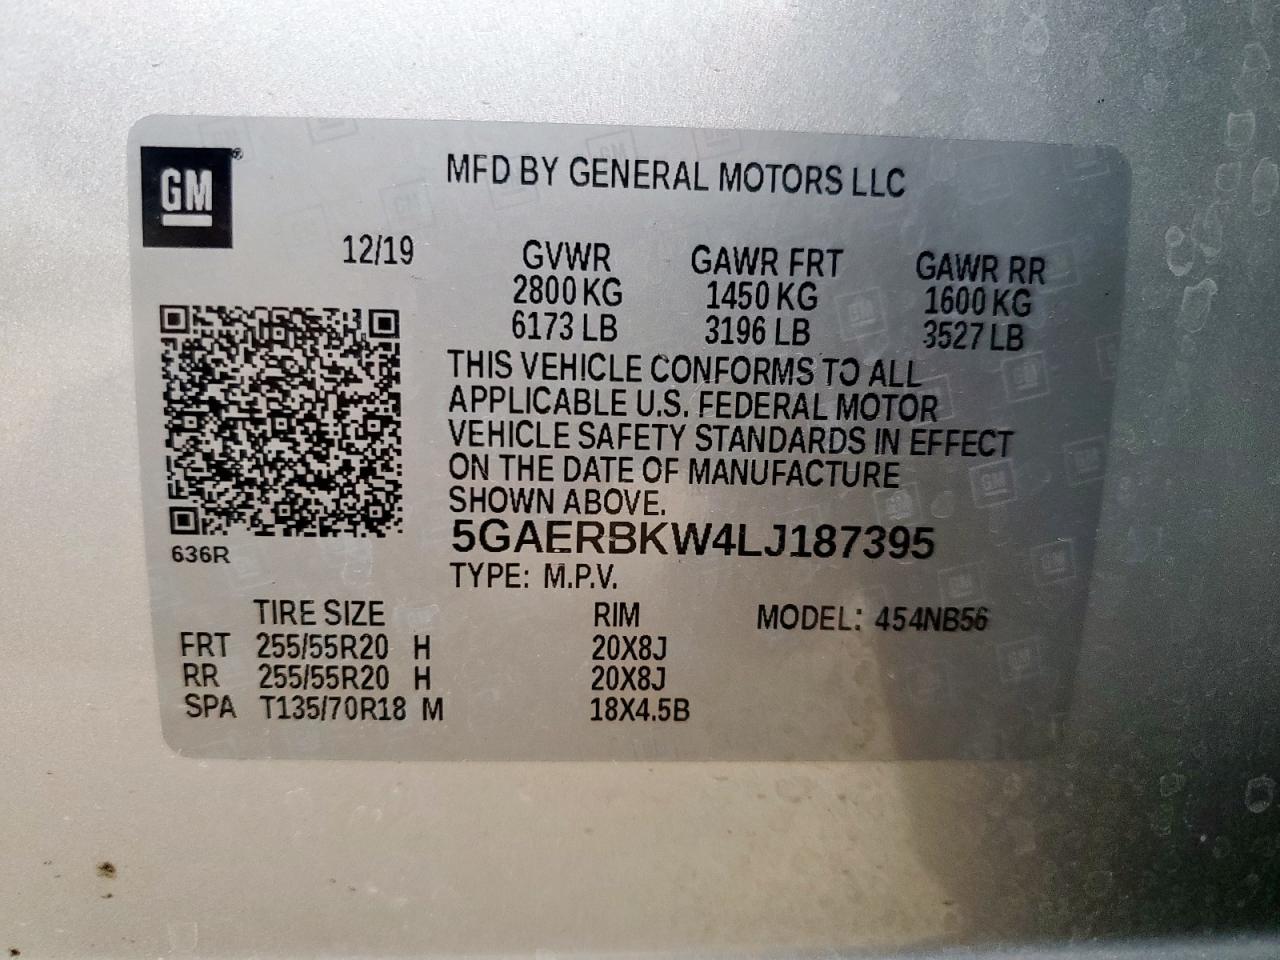 GM
MFD BY GENERAL MOTORS LLC
12/19 GVWR GAWR FRT GAWR RR
2800 KG 1450 KG 1600 KG
6173 LB 3196 LB 3527 LB
THIS VEHICLE CONFORMS TO ALL
APPLICABLE U.S. FEDERAL MOTOR
VEHICLE SAFETY STANDARDS IN EFFECT
ON THE DATE OF MANUFACTURE
SHOWN ABOVE.
5GAERBKW4LJ187395
636R
TYPE: M.P.V.
TIRE SIZE RIM MODEL: 454NB56
FRT 255/55R20 H 20X8J
RR 255/55R20 H 20X8J
SPA T135/70R18 M 18X4.5B